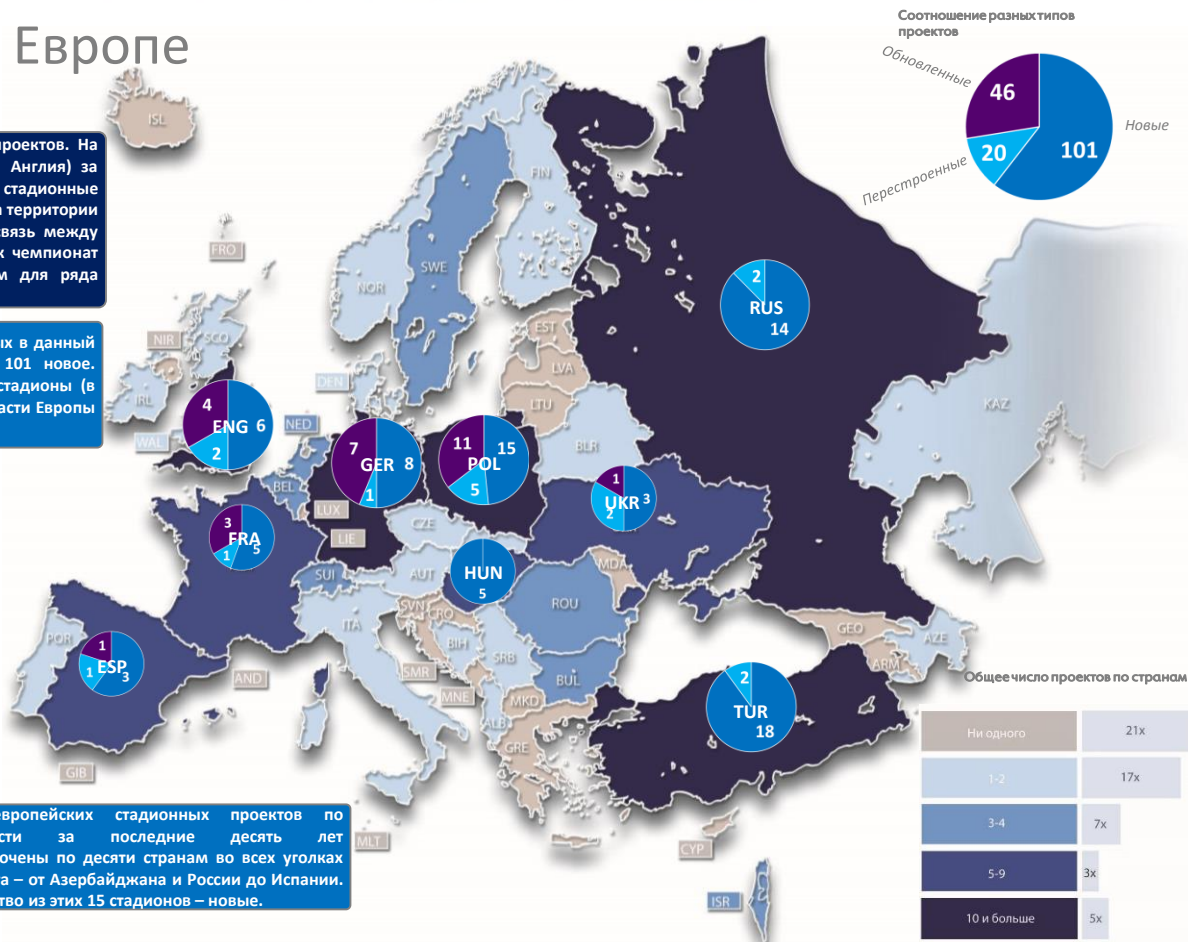 Европе
Соотношение разных типов
проектов
Обновленные
46
Новые
20
101
Перестроенные
проектов. На
Англия) за
стадионные
территории
связь между
чемпионат
для ряда
в данный
101 новое.
стадионы (в
части Европы
ISL
FRO
FIN
SWE
NOR
NIR
SCO
IRL
WAL
DEN
NED
EST
LVA
LTU
BLR
KAZ
2
RUS
14
4
ENG 6
2
7
GER 8
1
11
15
POL
5
1
UKR 3
2
BEL
LUX
LIE
CZE
3
FRA
1
5
HUN
5
MDA
SUI
AUT
ROU
SVN
CRO
ITA
BIH
SRB
GEO
AZE
ARM
POR
1
ESP
1
3
AND
SMR
MNE
BUL
MKD
ALB
GRE
GIB
MLT
CYP
ISR
2
TUR
18
Общее число проектов по странам
Ни одного 21x
1-2 17x
3-4 7x
5-9 3x
10 и больше 5x
европейских стадионных проектов по
за последние десять лет
по десяти странам во всех уголках
– от Азербайджана и России до Испании.
из этих 15 стадионов – новые.